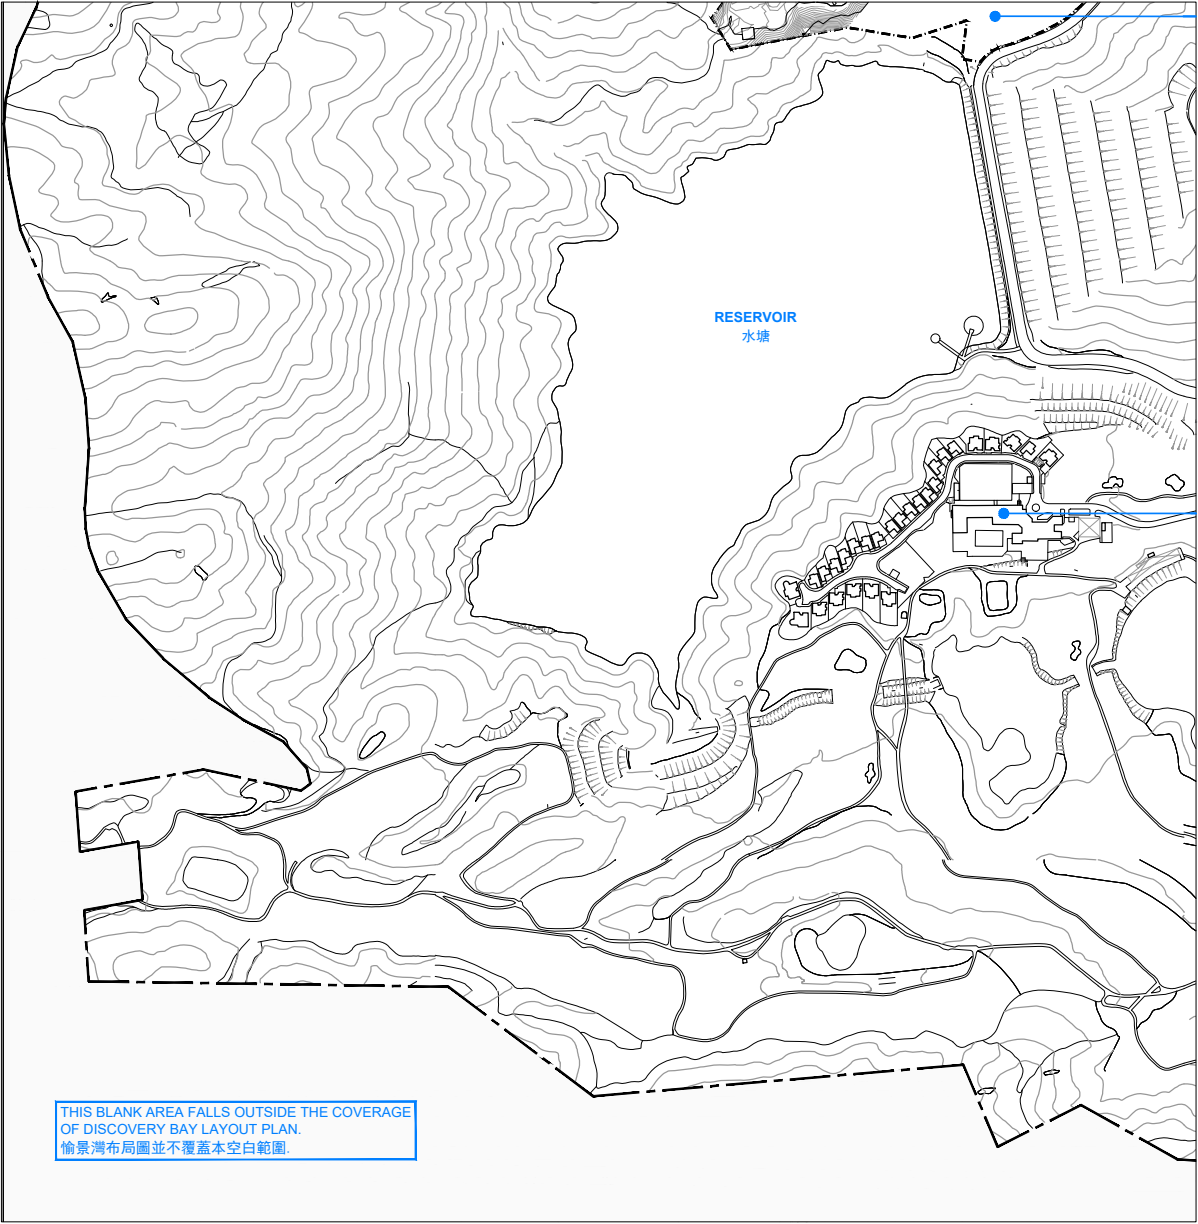 RESERVOIR
水塘
THIS BLANK AREA FALLS OUTSIDE THE COVERAGE
OF DISCOVERY BAY LAYOUT PLAN.
愉景灣布局圖並不覆蓋本空白範圍.